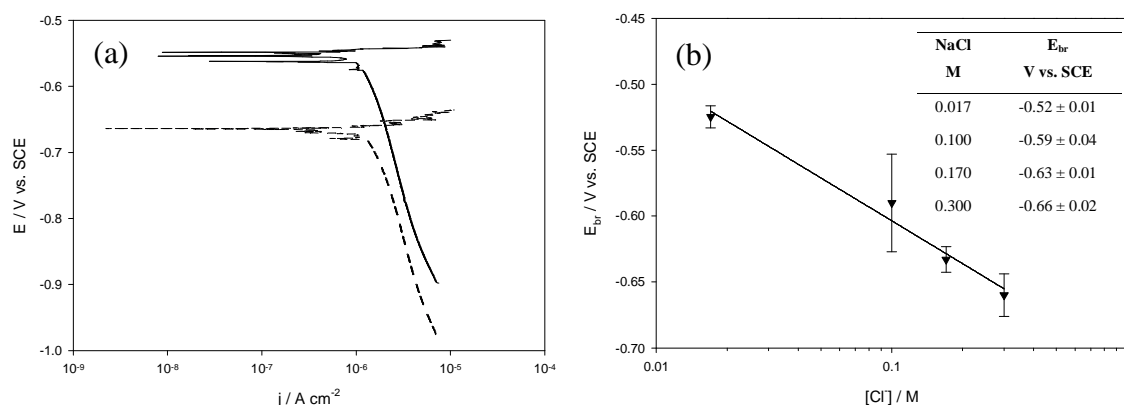 (a)
E / V vs. SCE
-0.5
-0.6
-0.7
-0.8
-0.9
-1.0
10⁻⁹ 10⁻⁸ 10⁻⁷ 10⁻⁶ 10⁻⁵ 10⁻⁴
j / A cm⁻²
(b)
E_br / V vs. SCE
-0.45
-0.50
-0.55
-0.60
-0.65
-0.70
0.01 0.1
[Cl⁻] / M
NaCl E_br
M V vs. SCE
0.017 -0.52 ± 0.01
0.100 -0.59 ± 0.04
0.170 -0.63 ± 0.01
0.300 -0.66 ± 0.02